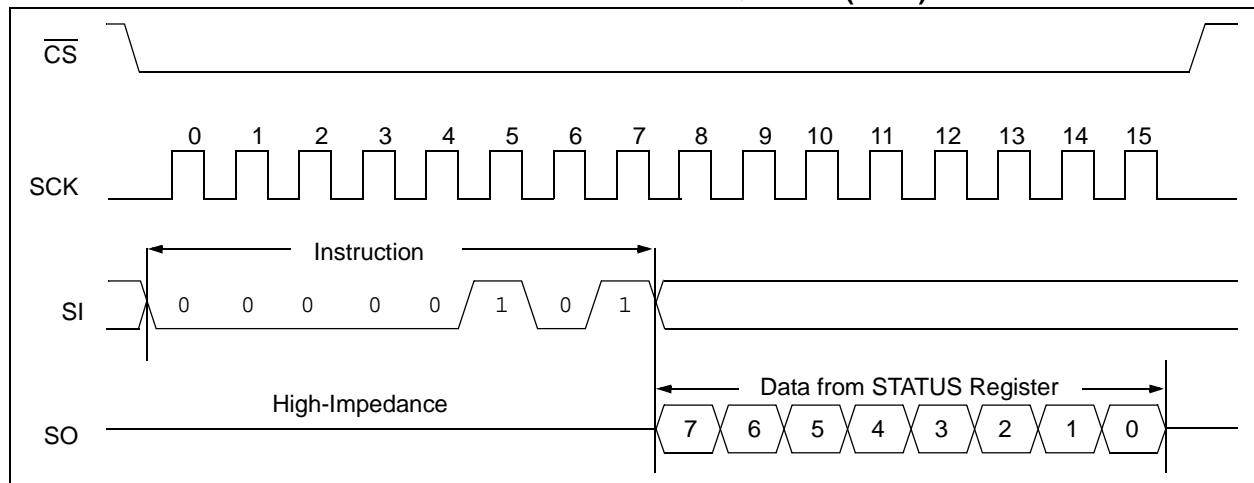 CS
0 1 2 3 4 5 6 7 8 9 10 11 12 13 14 15
SCK
Instruction
SI 0 0 0 0 0 1 0 1
Data from STATUS Register
High-Impedance
SO 7 6 5 4 3 2 1 0